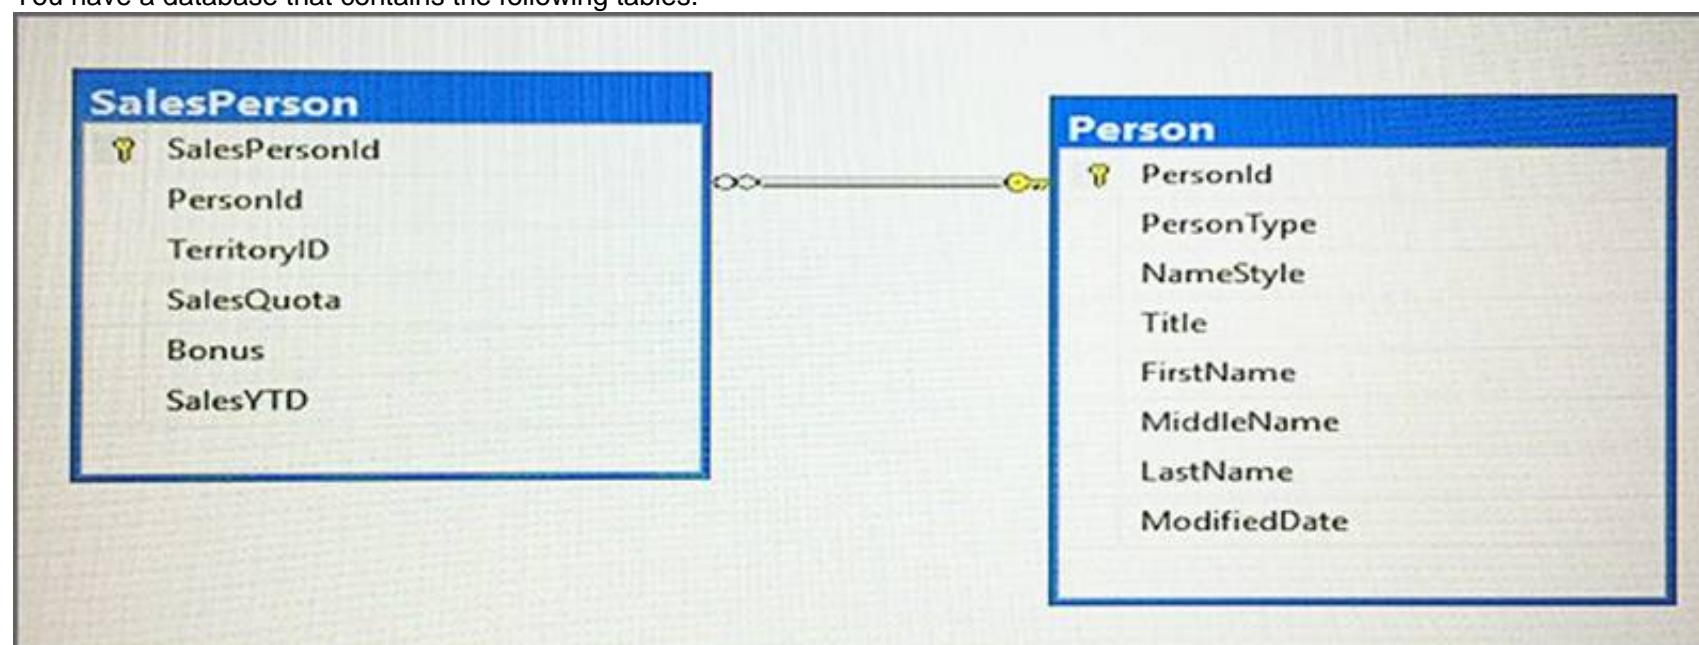 You have a database that contains the following tables.
SalesPerson
SalesPersonId
PersonId
TerritoryID
SalesQuota
Bonus
SalesYTD
Person
PersonId
PersonType
NameStyle
Title
FirstName
MiddleName
LastName
ModifiedDate